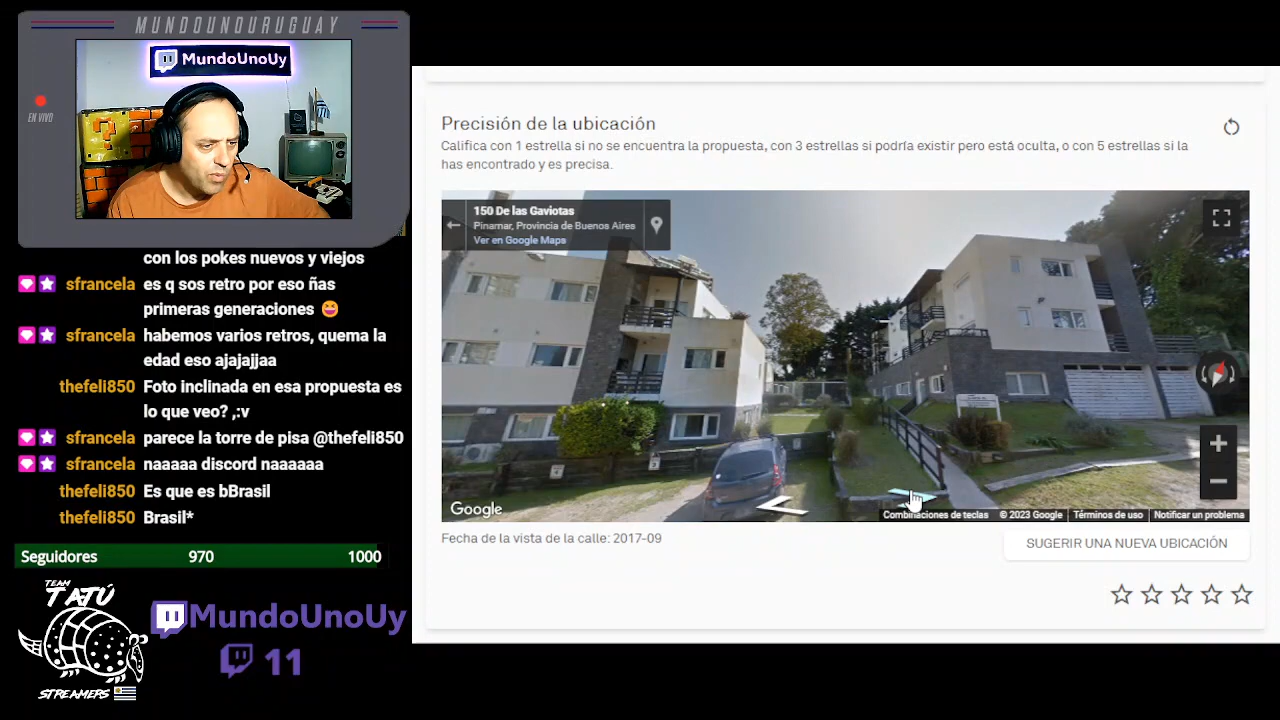 MUNDOUNOURUGUAY
MundoUnoUy
EN VIVO
con los pokes nuevos y viejos
sfrancela es q sos retro por eso ñas
primeras generaciones 😆
sfrancela habemos varios retros, quema la
edad eso ajajajjaa
thefeli850 Foto inclinada en esa propuesta es
lo que veo? ,:v
sfrancela parece la torre de pisa @thefeli850
sfrancela naaaaa discord naaaaaa
thefeli850 Es que es bBrasil
thefeli850 Brasil*
Seguidores 970 1000
TEAM
TATÚ
STREAMERS
MundoUnoUy
11
Precisión de la ubicación
Califica con 1 estrella si no se encuentra la propuesta, con 3 estrellas si podría existir pero está oculta, o con 5 estrellas si la
has encontrado y es precisa.
150 De las Gaviotas
Pinamar, Provincia de Buenos Aires
Ver en Google Maps
Google
Combinaciones de teclas © 2023 Google Términos de uso Notificar un problema
Fecha de la vista de la calle: 2017-09
SUGERIR UNA NUEVA UBICACIÓN